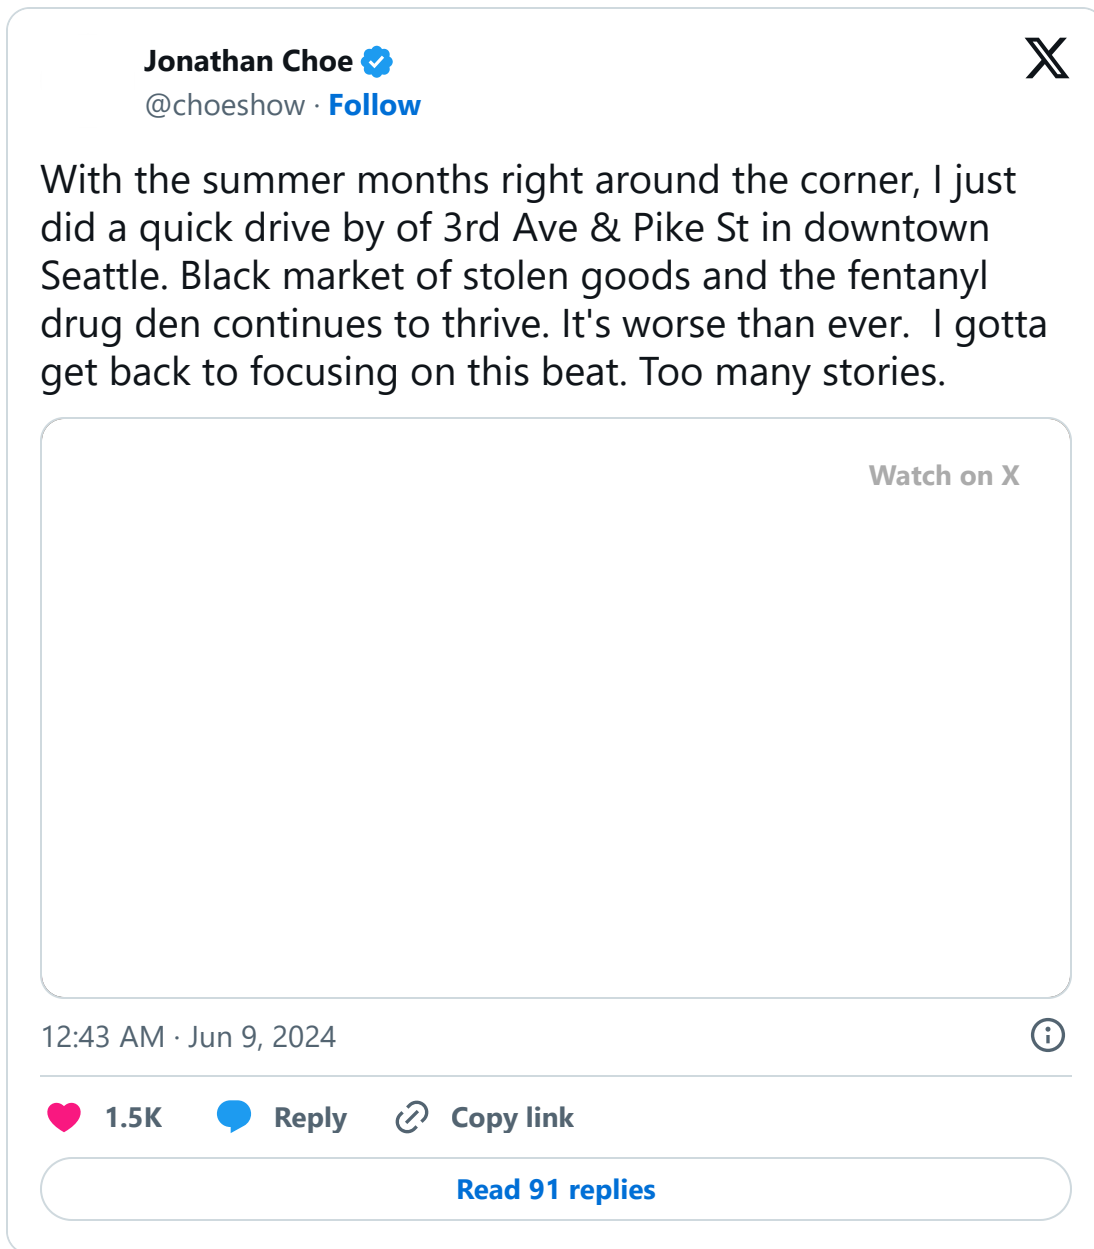 Jonathan Choe
@choeshow · Follow
With the summer months right around the corner, I just
did a quick drive by of 3rd Ave & Pike St in downtown
Seattle. Black market of stolen goods and the fentanyl
drug den continues to thrive. It's worse than ever.  I gotta
get back to focusing on this beat. Too many stories.
Watch on X
12:43 AM · Jun 9, 2024
1.5K Reply Copy link
Read 91 replies